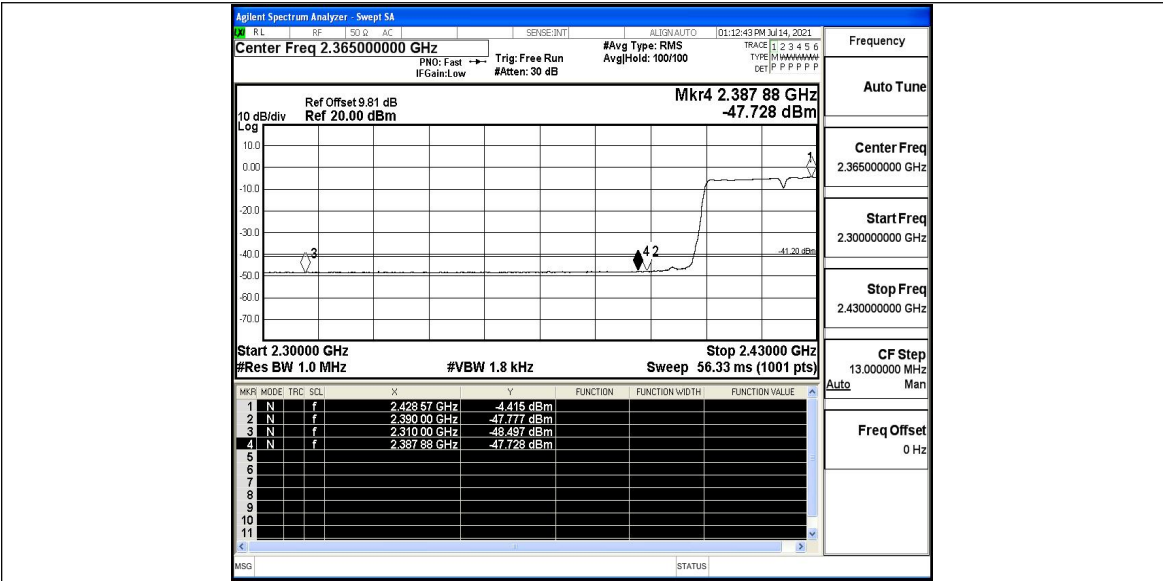 Agilent Spectrum Analyzer - Swept SA
RL RF 50 Ω AC SENSE:INT ALIGNAUTO 01:12:43 PM Jul 14, 2021
Center Freq 2.365000000 GHz
#Avg Type: RMS
TRACE 1 2 3 4 5 6
PNO: Fast
Trig: Free Run
Avg|Hold: 100/100
TYPE M WWWWW
IFGain:Low
#Atten: 30 dB
DET P P P P P P
Mkr4 2.387 88 GHz
-47.728 dBm
Ref Offset 9.81 dB
10 dB/div Ref 20.00 dBm
Log
10.0
0.00
-10.0
-20.0
-30.0
-40.0
-50.0
-60.0
-70.0
1
3
4 2
-41.20 dBm
Start 2.30000 GHz Stop 2.43000 GHz
#Res BW 1.0 MHz #VBW 1.8 kHz Sweep 56.33 ms (1001 pts)
MKR MODE TRC SCL X Y FUNCTION FUNCTION WIDTH FUNCTION VALUE
1 N f 2.428 57 GHz -4.415 dBm
2 N f 2.390 00 GHz -47.777 dBm
3 N f 2.310 00 GHz -48.497 dBm
4 N f 2.387 88 GHz -47.728 dBm
5
6
7
8
9
10
11
MSG STATUS
Frequency
Auto Tune
Center Freq
2.365000000 GHz
Start Freq
2.300000000 GHz
Stop Freq
2.430000000 GHz
CF Step
13.000000 MHz
Auto Man
Freq Offset
0 Hz